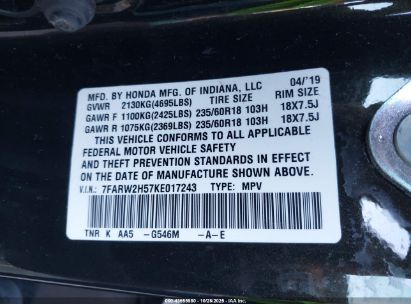 MFD. BY HONDA MFG. OF INDIANA, LLC 04/'19
GVWR 2130KG(4695LBS) TIRE SIZE RIM SIZE
GAWR F 1100KG(2425LBS) 235/60R18 103H 18X7.5J
GAWR R 1075KG(2369LBS) 235/60R18 103H 18X7.5J
THIS VEHICLE CONFORMS TO ALL APPLICABLE
FEDERAL MOTOR VEHICLE SAFETY
AND THEFT PREVENTION STANDARDS IN EFFECT
ON THE DATE OF MANUFACTURE SHOWN ABOVE.
V.I.N: 7FARW2H57KE017243 TYPE: MPV
TNR K AA5 -G546M -A-E